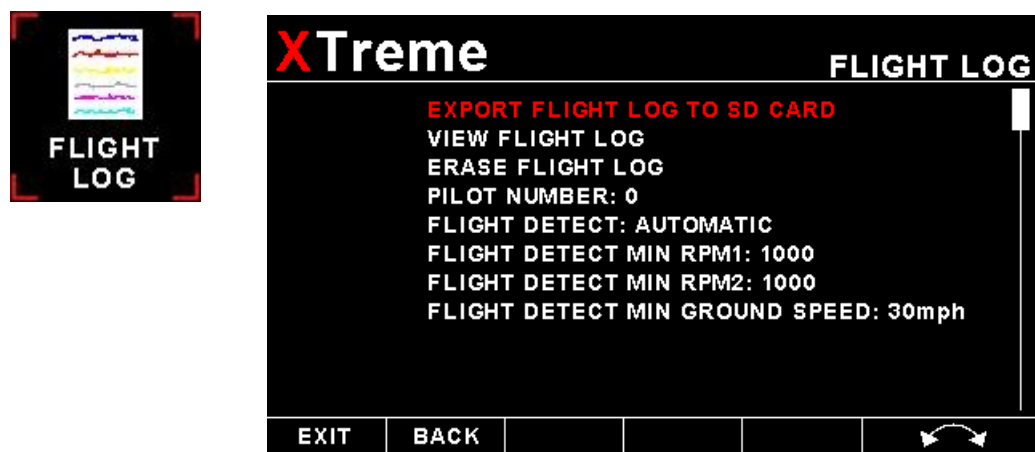 FLIGHT
LOG
XTreme
FLIGHT LOG
EXPORT FLIGHT LOG TO SD CARD
VIEW FLIGHT LOG
ERASE FLIGHT LOG
PILOT NUMBER: 0
FLIGHT DETECT: AUTOMATIC
FLIGHT DETECT MIN RPM1: 1000
FLIGHT DETECT MIN RPM2: 1000
FLIGHT DETECT MIN GROUND SPEED: 30mph
EXIT BACK